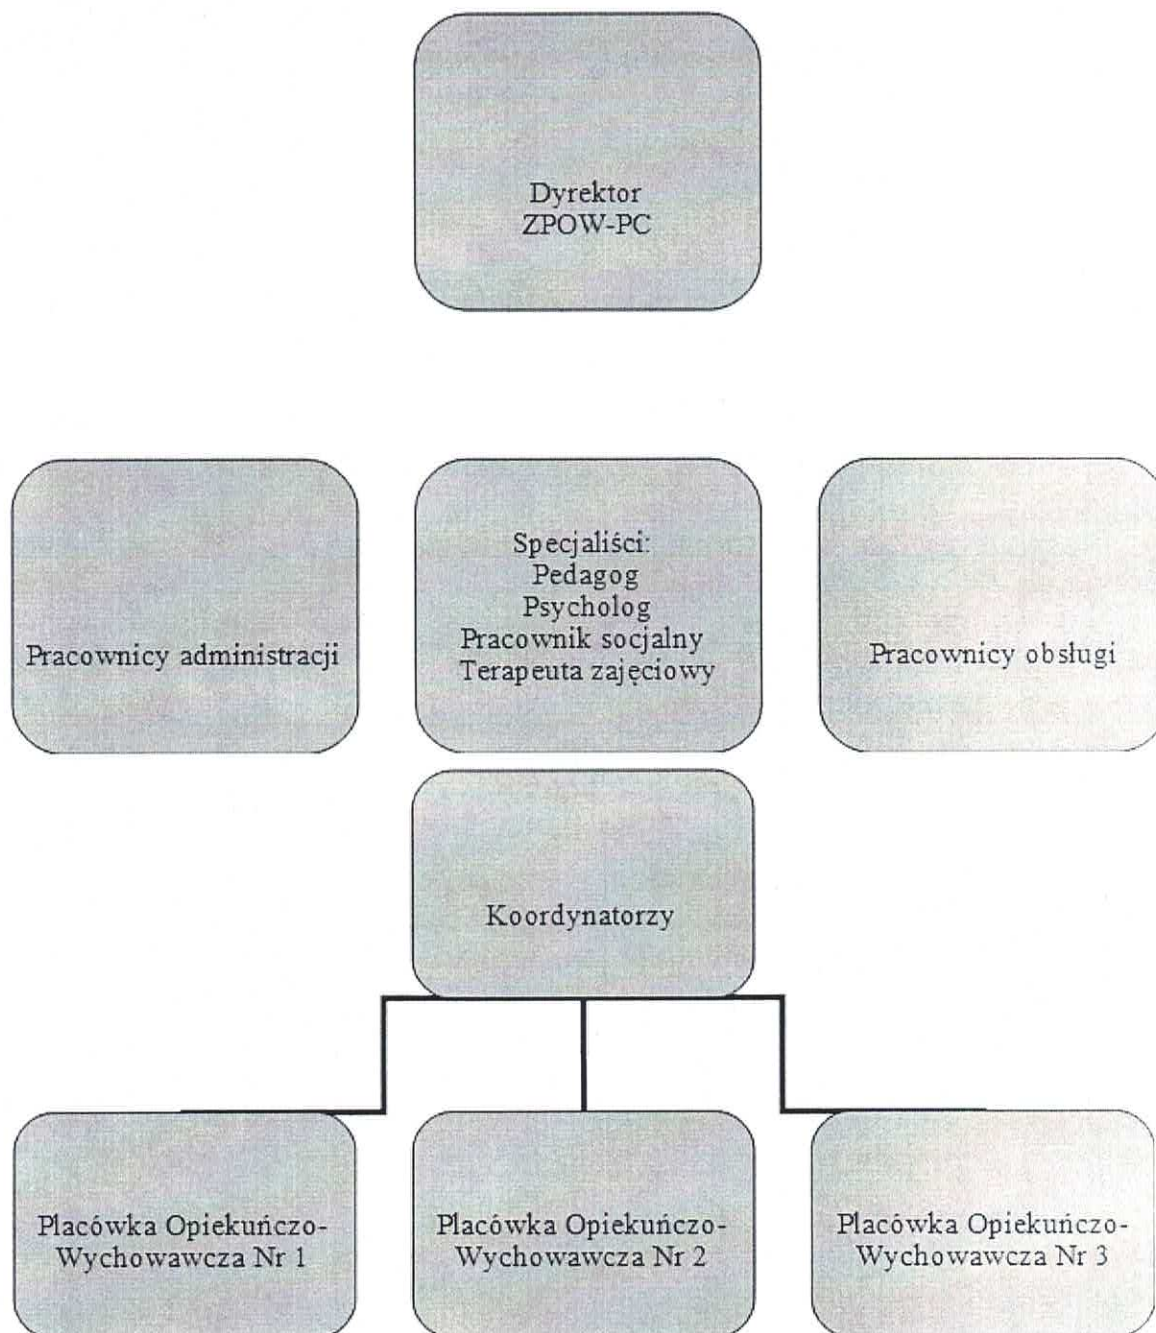 Dyrektor
ZPOW-PC
Pracownicy administracji
Specjaliści:
Pedagog
Psycholog
Pracownik socjalny
Terapeuta zajęciowy
Pracownicy obsługi
Koordynatorzy
Placówka Opiekuńczo-
Wychowawcza Nr 1
Placówka Opiekuńczo-
Wychowawcza Nr 2
Placówka Opiekuńczo-
Wychowawcza Nr 3